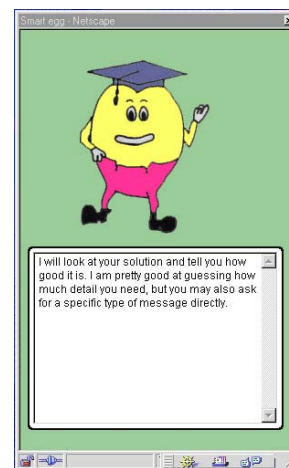 Smart egg - Netscape
I will look at your solution and tell you how
good it is. I am pretty good at guessing how
much detail you need, but you may also ask
for a specific type of message directly.